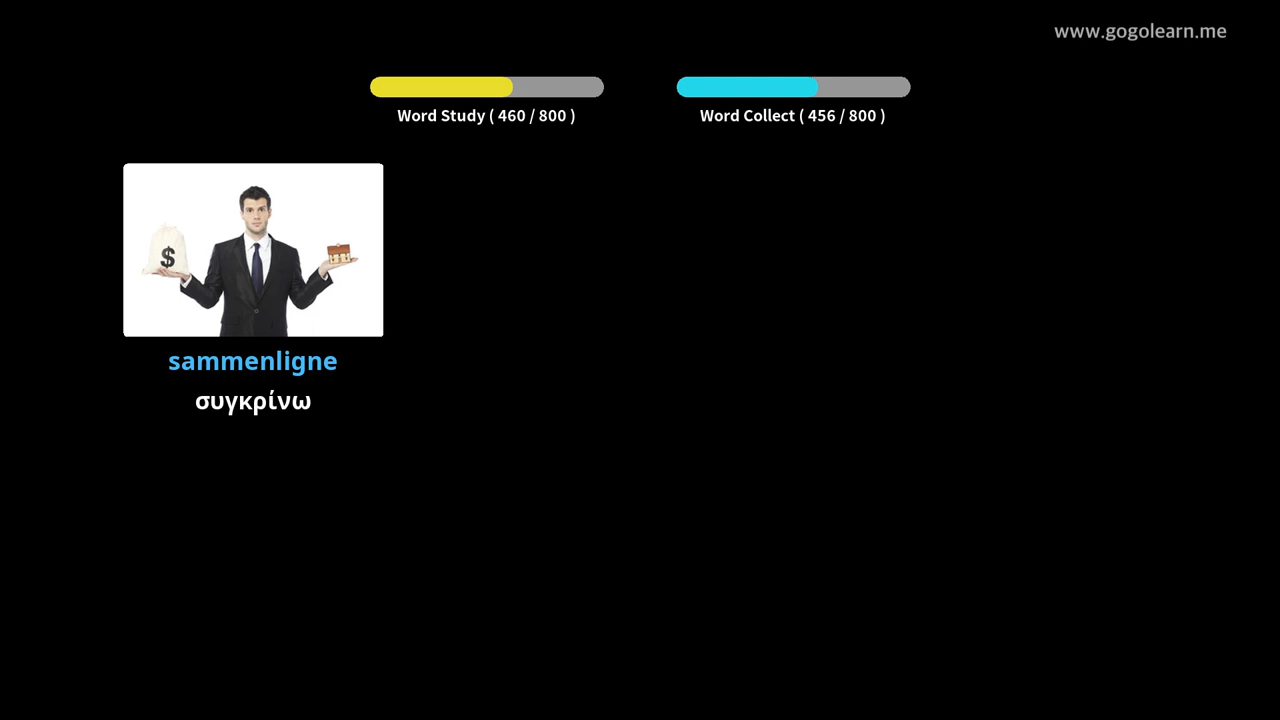 www.gogolearn.me
Word Study ( 460 / 800 )
Word Collect ( 456 / 800 )
$
sammenligne
συγκρίνω